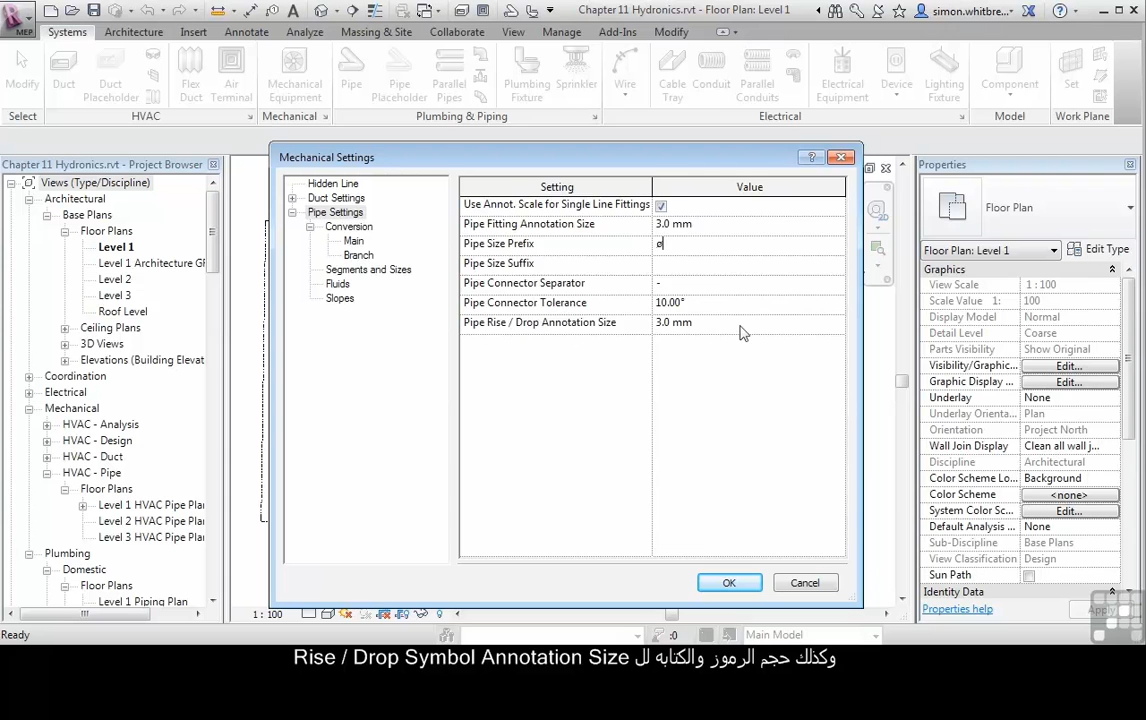 Chapter 11 Hydronics.rvt - Floor Plan: Level 1
simon.whitbre...
MEP
Systems
Architecture
Insert
Annotate
Analyze
Massing & Site
Collaborate
View
Manage
Add-Ins
Modify
Modify
Duct
Duct Placeholder
Flex Duct
Air Terminal
Mechanical Equipment
Pipe
Pipe Placeholder
Parallel Pipes
Plumbing Fixture
Sprinkler
Wire
Cable Tray
Conduit
Parallel Conduits
Electrical Equipment
Device
Lighting Fixture
Component
Set
Select
HVAC
Mechanical
Plumbing & Piping
Electrical
Model
Work Plane
Chapter 11 Hydronics.rvt - Project Browser
Views (Type/Discipline)
Architectural
Base Plans
Floor Plans
Level 1
Level 1 Architecture GF
Level 2
Level 3
Roof Level
Ceiling Plans
3D Views
Elevations (Building Elevat
Coordination
Electrical
Mechanical
HVAC - Analysis
HVAC - Design
HVAC - Duct
HVAC - Pipe
Floor Plans
Level 1 HVAC Pipe Plar
Level 2 HVAC Pipe Plar
Level 3 HVAC Pipe Plar
Plumbing
Domestic
Floor Plans
Level 1 Piping Plan
Mechanical Settings
Hidden Line
Duct Settings
Pipe Settings
Conversion
Main
Branch
Segments and Sizes
Fluids
Slopes
Setting Value
Use Annot. Scale for Single Line Fittings
Pipe Fitting Annotation Size 3.0 mm
Pipe Size Prefix ø
Pipe Size Suffix
Pipe Connector Separator -
Pipe Connector Tolerance 10.00°
Pipe Rise / Drop Annotation Size 3.0 mm
OK Cancel
Properties
Floor Plan
Floor Plan: Level 1 Edit Type
Graphics
View Scale 1 : 100
Scale Value 1: 100
Display Model Normal
Detail Level Coarse
Parts Visibility Show Original
Visibility/Graphic... Edit...
Graphic Display ... Edit...
Underlay None
Underlay Orienta... Plan
Orientation Project North
Wall Join Display Clean all wall j...
Discipline Architectural
Color Scheme Lo... Background
Color Scheme <none>
System Color Sc... Edit...
Default Analysis ... None
Sub-Discipline Base Plans
View Classification Design
Sun Path
Identity Data
Properties help Apply
1 : 100
Ready
:0
Main Model
وكذلك حجم الرموز والكتابه لل Rise / Drop Symbol Annotation Size